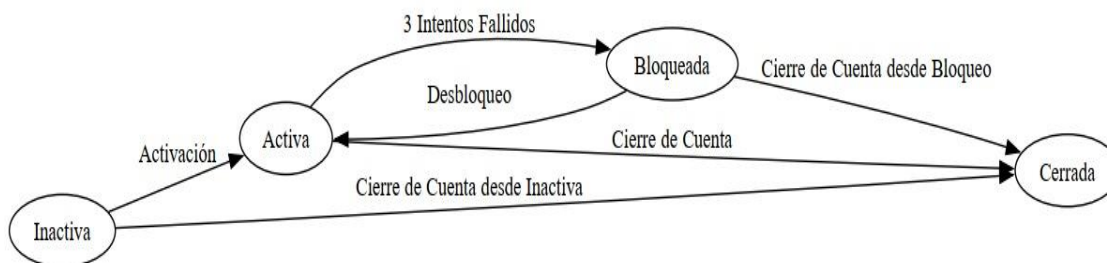 3 Intentos Fallidos
Bloqueada
Cierre de Cuenta desde Bloqueo
Desbloqueo
Activa
Cierre de Cuenta
Activación
Cierre de Cuenta desde Inactiva
Cerrada
Inactiva